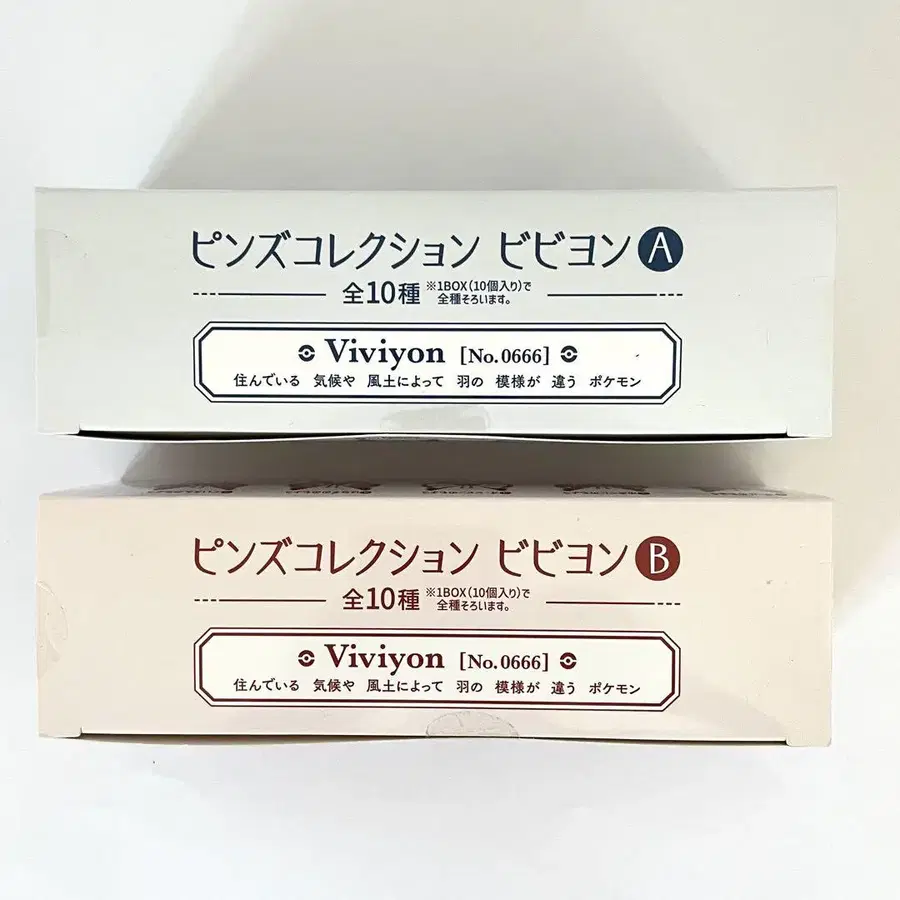 ピンズコレクション ビビヨン A
全10種 ※1BOX(10個入り)で
全種そろいます。
Viviyon [No.0666]
住んでいる 気候や 風土によって 羽の 模様が 違う ポケモン
ピンズコレクション ビビヨン B
全10種 ※1BOX(10個入り)で
全種そろいます。
Viviyon [No.0666]
住んでいる 気候や 風土によって 羽の 模様が 違う ポケモン